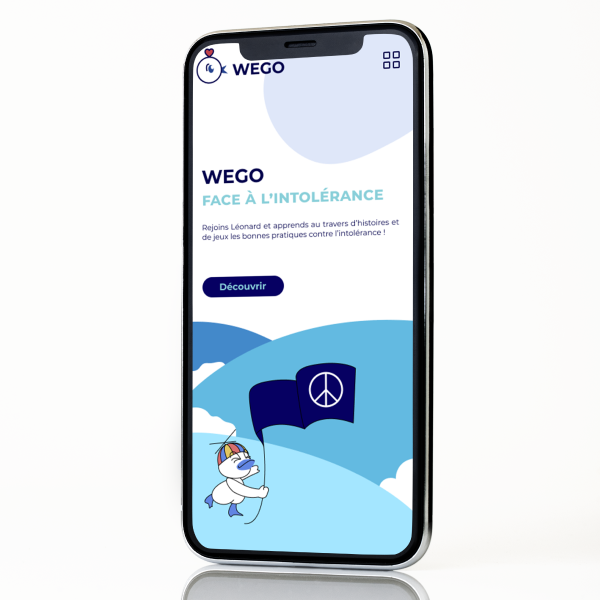 WEGO
WEGO
FACE À L'INTOLÉRANCE
Rejoins Léonard et apprends au travers d'histoires et
de jeux les bonnes pratiques contre l'intolérance !
Découvrir